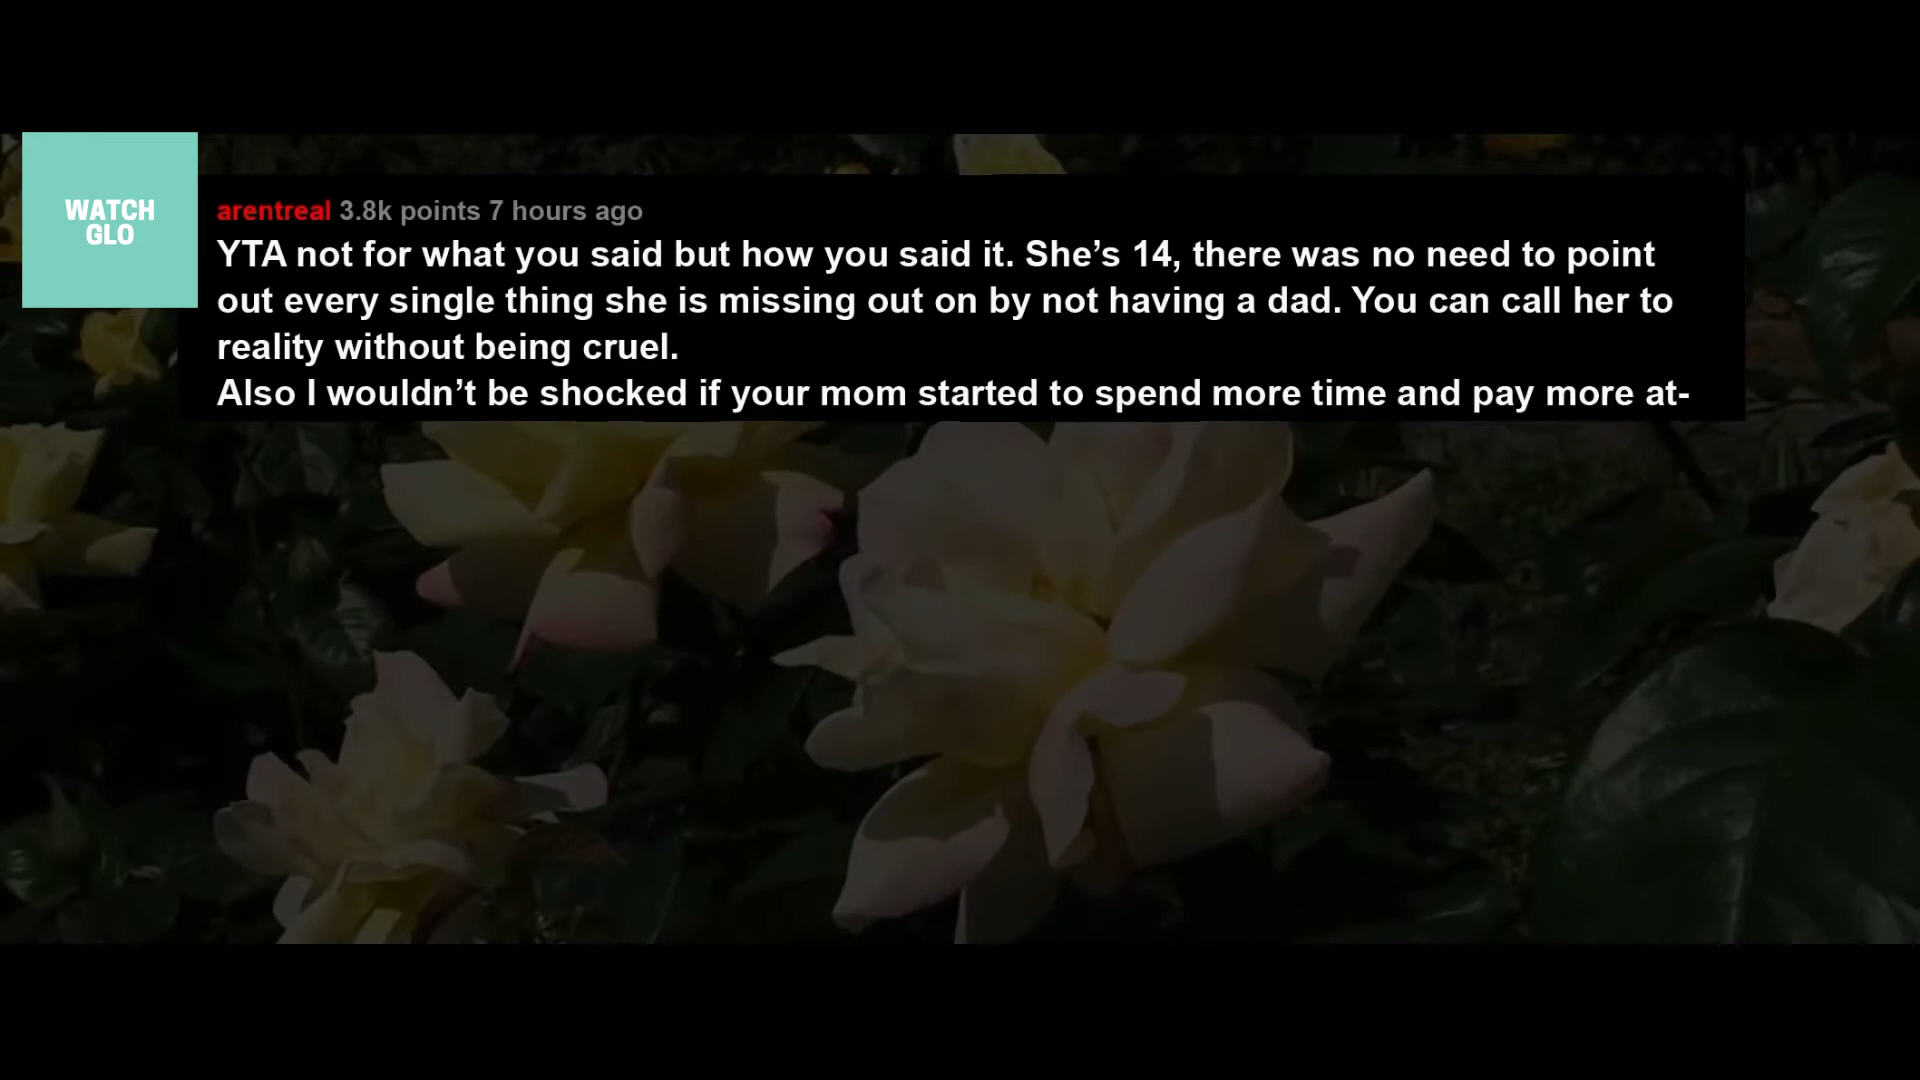 WATCH
GLO
arentreal 3.8k points 7 hours ago
YTA not for what you said but how you said it. She’s 14, there was no need to point
out every single thing she is missing out on by not having a dad. You can call her to
reality without being cruel.
Also I wouldn’t be shocked if your mom started to spend more time and pay more at-